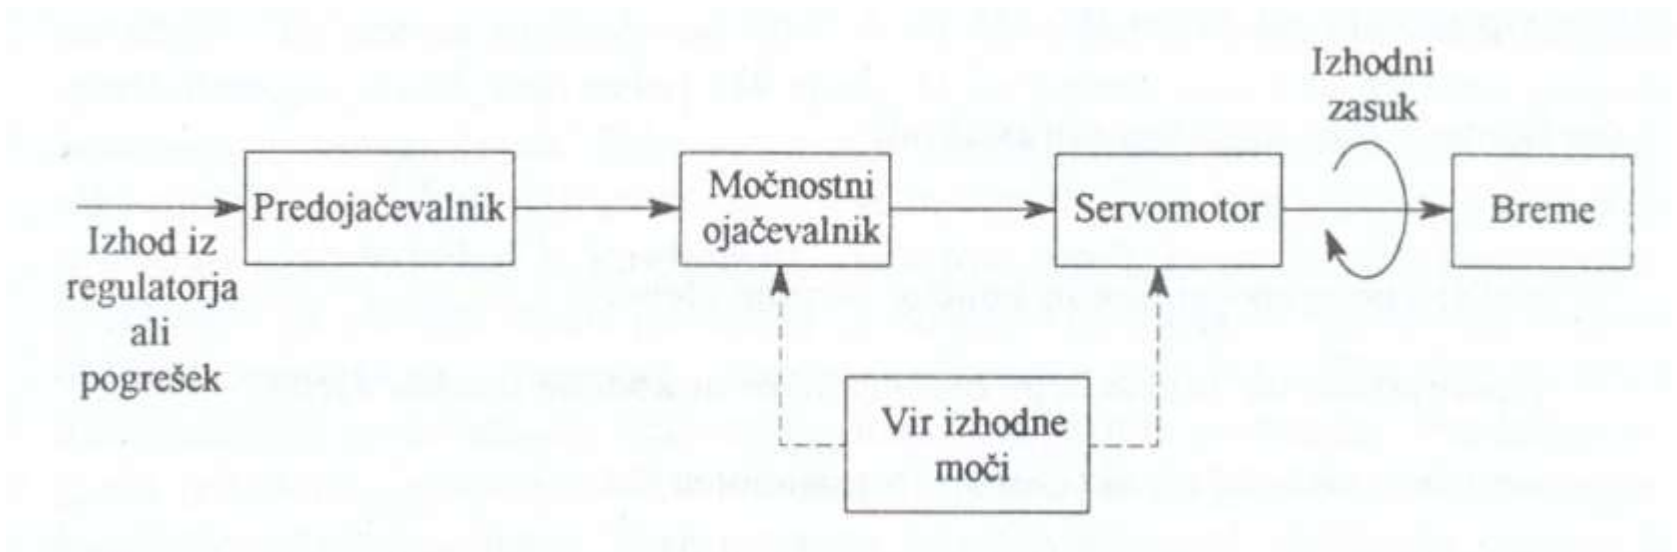 Izhodni
zasuk
Predojačevalnik
Močnostni
ojačevalnik
Servomotor
Breme
Izhod iz
regulatorja
ali
pogrešek
Vir izhodne
moči